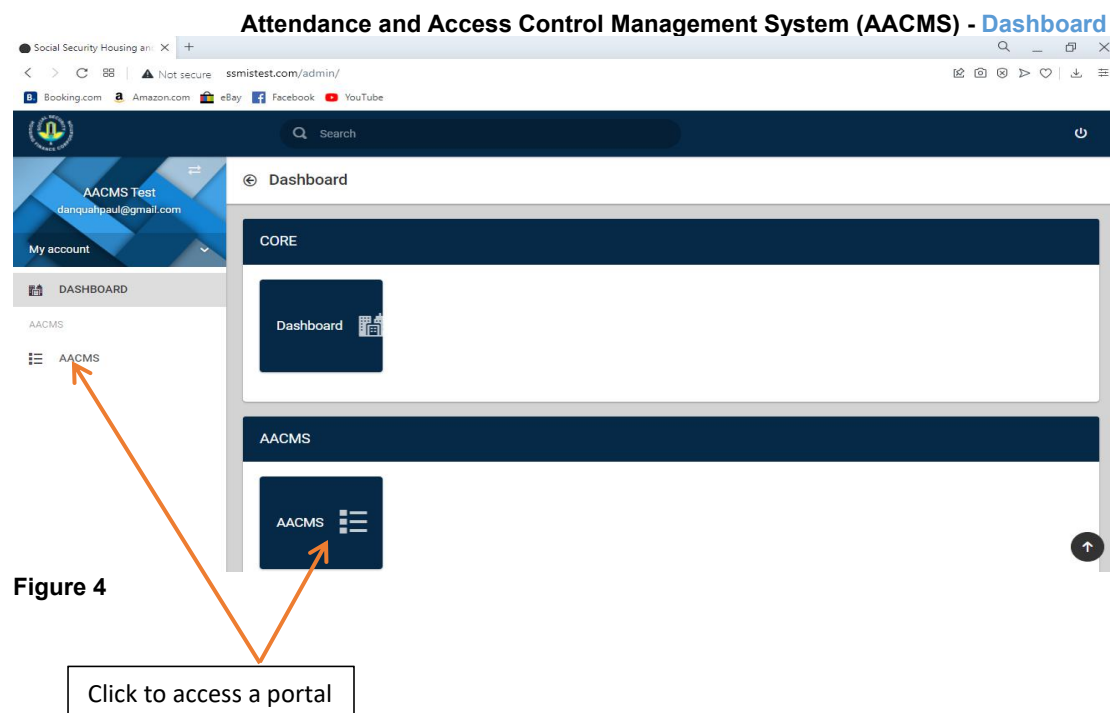 Attendance and Access Control Management System (AACMS) - Dashboard
Social Security Housing an
Not secure ssmistest.com/admin/
B. Booking.com a Amazon.com eBay Facebook YouTube
Search
AACMS Test
danquahpaul@gmail.com
My account
DASHBOARD
AACMS
AACMS
Dashboard
CORE
Dashboard
AACMS
AACMS
Figure 4
Click to access a portal